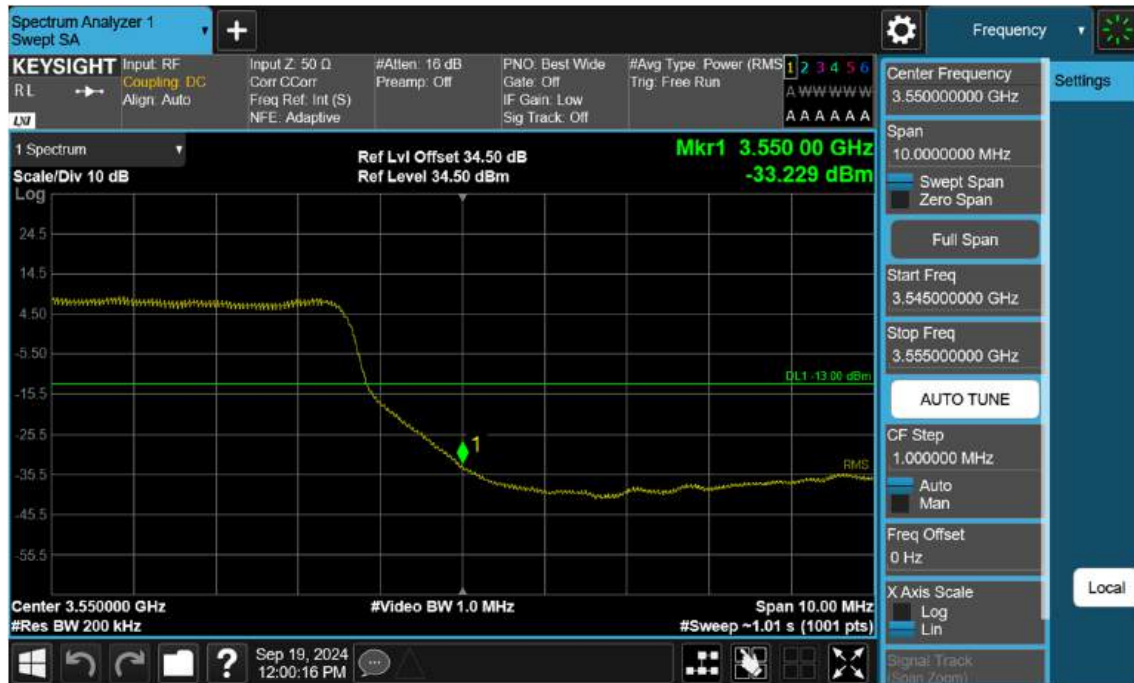 Spectrum Analyzer 1
Swept SA
Frequency
KEYSIGHT
RL
LXI
Input: RF
Coupling: DC
Align: Auto
Input Z: 50 Ω
Corr CCorr
Freq Ref: Int (S)
NFE: Adaptive
#Atten: 16 dB
Preamp: Off
PNO: Best Wide
Gate: Off
IF Gain: Low
Sig Track: Off
#Avg Type: Power (RMS
Trig: Free Run
1 2 3 4 5 6
A W W W W W
A A A A A A
1 Spectrum
Scale/Div 10 dB
Log
Ref Lvl Offset 34.50 dB
Ref Level 34.50 dBm
Mkr1 3.550 00 GHz
-33.229 dBm
24.5
14.5
4.50
-5.50
DL1 -13.00 dBm
-15.5
-25.5
1
RMS
-35.5
-45.5
-55.5
Center 3.550000 GHz
#Video BW 1.0 MHz
Span 10.00 MHz
#Res BW 200 kHz
#Sweep ~1.01 s (1001 pts)
Sep 19, 2024
12:00:16 PM
Center Frequency
3.550000000 GHz
Settings
Span
10.0000000 MHz
Swept Span
Zero Span
Full Span
Start Freq
3.545000000 GHz
Stop Freq
3.555000000 GHz
AUTO TUNE
CF Step
1.000000 MHz
Auto
Man
Freq Offset
0 Hz
X Axis Scale
Log
Lin
Local
Signal Track
(Span Zoom)